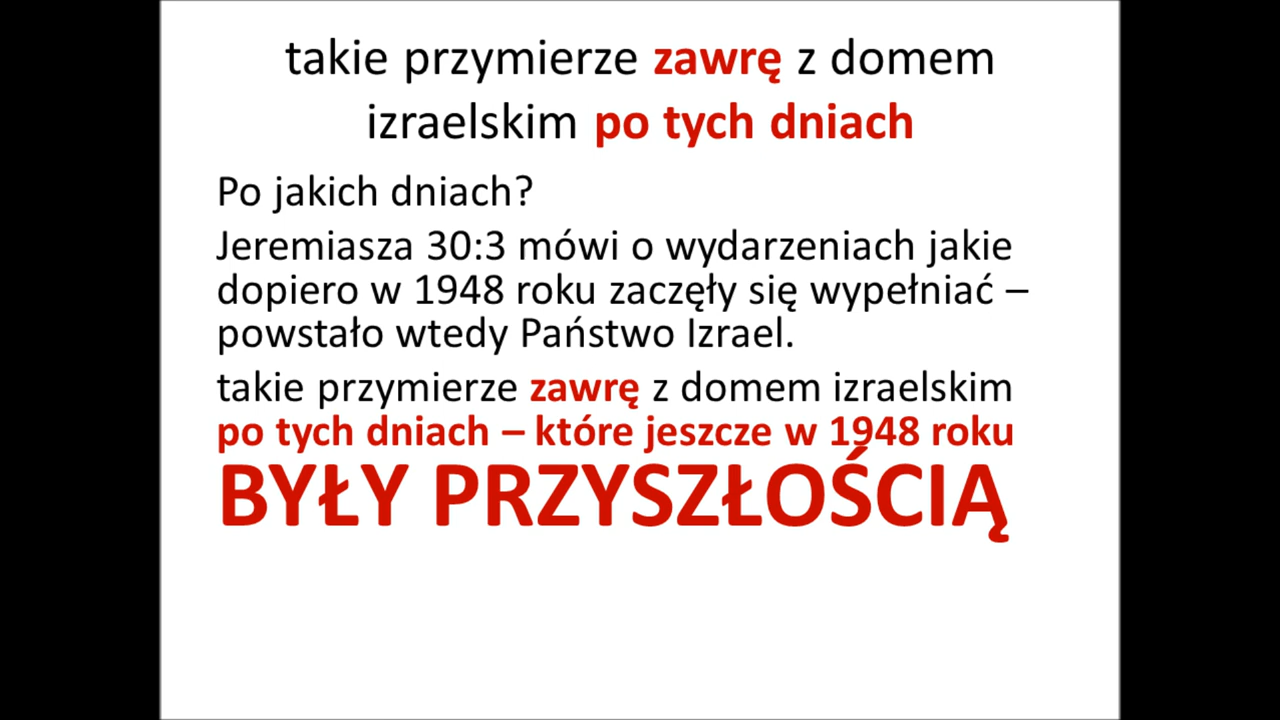 takie przymierze zawrę z domem
izraelskim po tych dniach
Po jakich dniach?
Jeremiasza 30:3 mówi o wydarzeniach jakie
dopiero w 1948 roku zaczęły się wypełniać –
powstało wtedy Państwo Izrael.
takie przymierze zawrę z domem izraelskim
po tych dniach – które jeszcze w 1948 roku
BYŁY PRZYSZŁOŚCIĄ